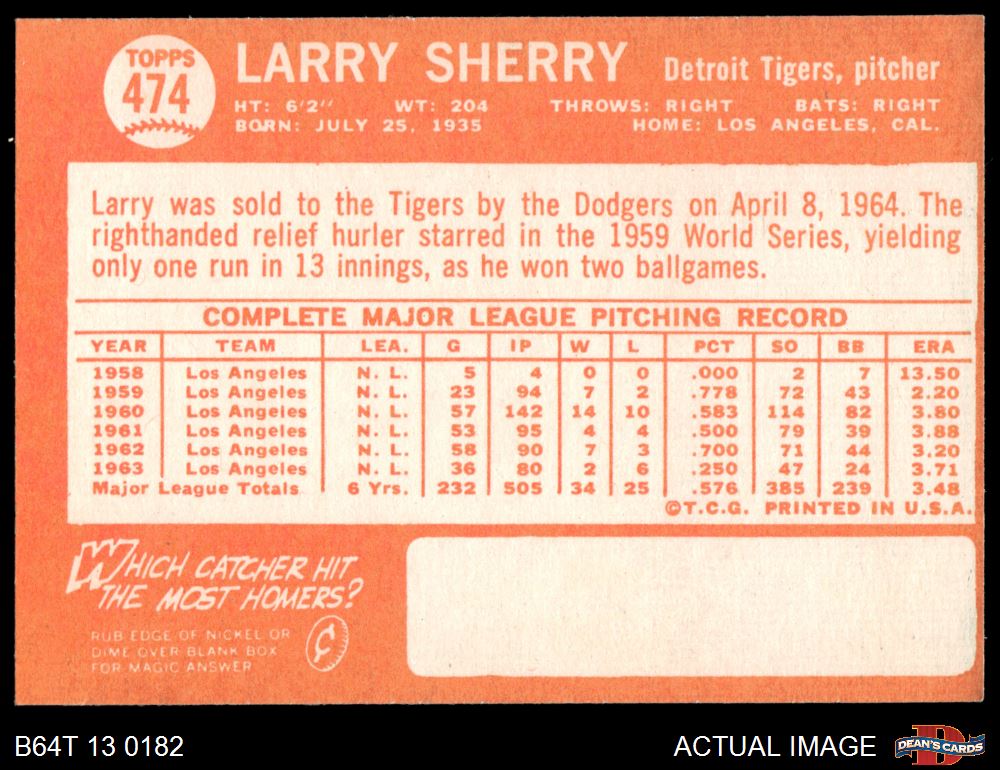 TOPPS
474
LARRY SHERRY Detroit Tigers, pitcher
HT: 6'2" WT: 204 THROWS: RIGHT BATS: RIGHT
BORN: JULY 25, 1935 HOME: LOS ANGELES, CAL.
Larry was sold to the Tigers by the Dodgers on April 8, 1964. The
righthanded relief hurler starred in the 1959 World Series, yielding
only one run in 13 innings, as he won two ballgames.
COMPLETE MAJOR LEAGUE PITCHING RECORD
YEAR TEAM LEA. G IP W L PCT SO BB ERA
1958 Los Angeles N. L. 5 4 0 0 .000 2 7 13.50
1959 Los Angeles N. L. 23 94 7 2 .778 72 43 2.20
1960 Los Angeles N. L. 57 142 14 10 .583 114 82 3.80
1961 Los Angeles N. L. 53 95 4 4 .500 79 39 3.88
1962 Los Angeles N. L. 58 90 7 3 .700 71 44 3.20
1963 Los Angeles N. L. 36 80 2 6 .250 47 24 3.71
Major League Totals 6 Yrs. 232 505 34 25 .576 385 239 3.48
©T.C.G. PRINTED IN U.S.A.
WHICH CATCHER HIT
THE MOST HOMERS?
RUB EDGE OF NICKEL OR
DIME OVER BLANK BOX
FOR MAGIC ANSWER
¢
B64T 13 0182 ACTUAL IMAGE
D
DEAN'S CARDS